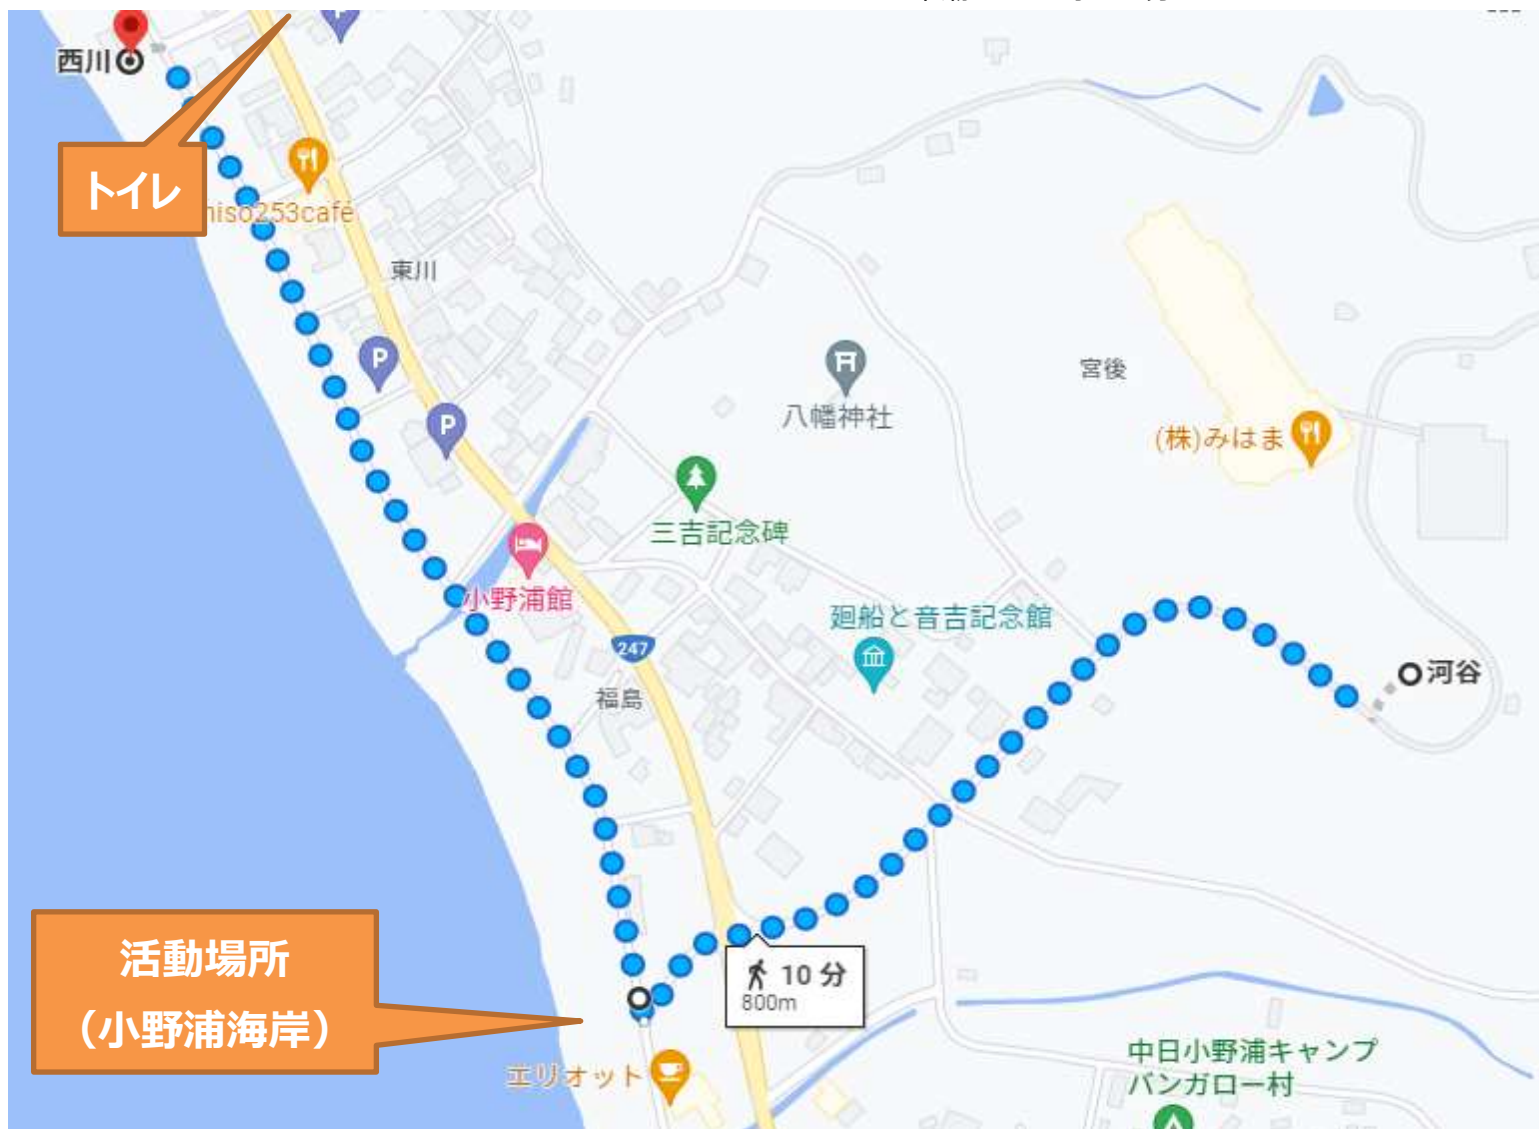 西川
トイレ
niso253café
東川
P
P
宮後
八幡神社
(株)みはま
三吉記念碑
小野浦館
廻船と音吉記念館
247
福島
河谷
活動場所
（小野浦海岸）
10 分
800m
エリオット
中日小野浦キャンプ
バンガロー村